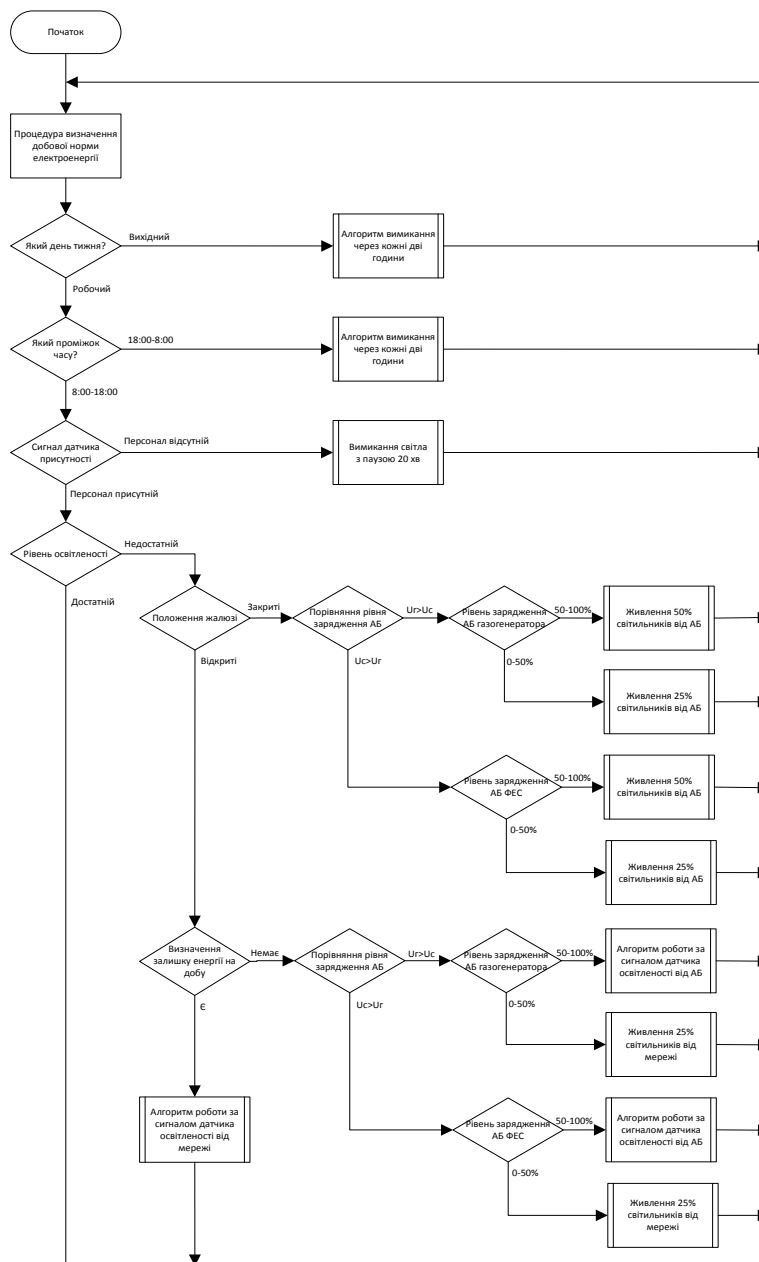 Початок
Процедура визначення
добової норми
електроенергії
Який день тижня?
Вихідний
Алгоритм вимикання
через кожні дві
години
Робочий
Який проміжок
часу?
18:00-8:00
Алгоритм вимикання
через кожні дві
години
8:00-18:00
Сигнал датчика
присутності
Персонал відсутній
Вимикання світла
з паузою 20 хв
Персонал присутній
Рівень освітленості
Недостатній
Достатній
Положення жалюзі
Закриті
Порівняння рівня
зарядження АБ
Ur>Uc
Рівень зарядження
АБ газогенератора
50-100%
Живлення 50%
світильників від АБ
Відкриті
Uc>Ur
0-50%
Живлення 25%
світильників від АБ
Рівень зарядження
АБ ФЕС
50-100%
Живлення 50%
світильників від АБ
0-50%
Живлення 25%
світильників від АБ
Визначення
залишку енергії на
добу
Немає
Порівняння рівня
зарядження АБ
Ur>Uc
Рівень зарядження
АБ газогенератора
50-100%
Алгоритм роботи за
сигналом датчика
освітленості від АБ
Є
Uc>Ur
0-50%
Живлення 25%
світильників від
мережі
Алгоритм роботи за
сигналом датчика
освітленості від
мережі
Рівень зарядження
АБ ФЕС
50-100%
Алгоритм роботи за
сигналом датчика
освітленості від АБ
0-50%
Живлення 25%
світильників від
мережі